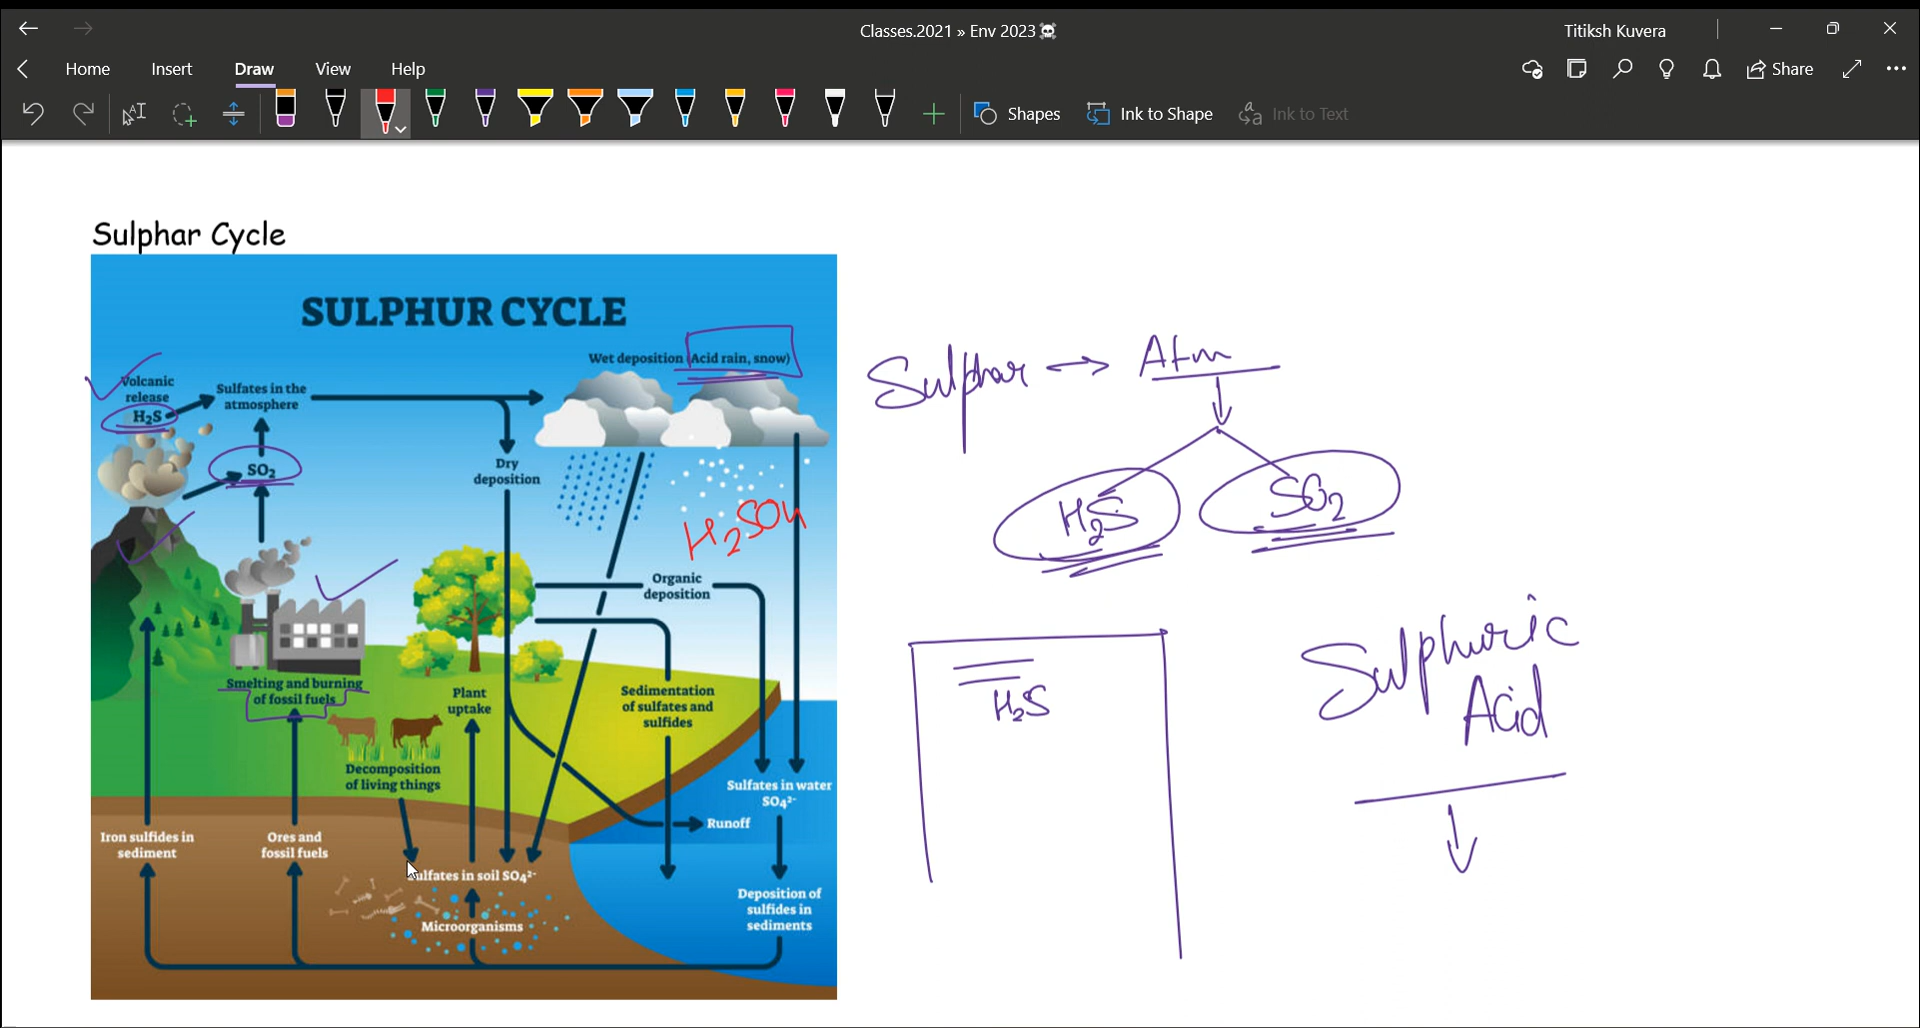 Classes.2021 » Env 2023☠
Titiksh Kuvera
Home
Insert
Draw
View
Help
Share
Shapes
Ink to Shape
Ink to Text
Sulphar Cycle
SULPHUR CYCLE
Wet deposition (Acid rain, snow)
Volcanic
release
H₂S
Sulfates in the
atmosphere
SO₂
Dry
deposition
H₂SO4
Organic
deposition
Smelting and burning
of fossil fuels
Plant
uptake
Sedimentation
of sulfates and
sulfides
Decomposition
of living things
Sulfates in water
SO₄²⁻
Runoff
Iron sulfides in
sediment
Ores and
fossil fuels
Sulfates in soil SO₄²⁻
Microorganisms
Deposition of
sulfides in
sediments
Sulphar → Atm
H₂S
SO₂
H₂S
Sulphuric
Acid